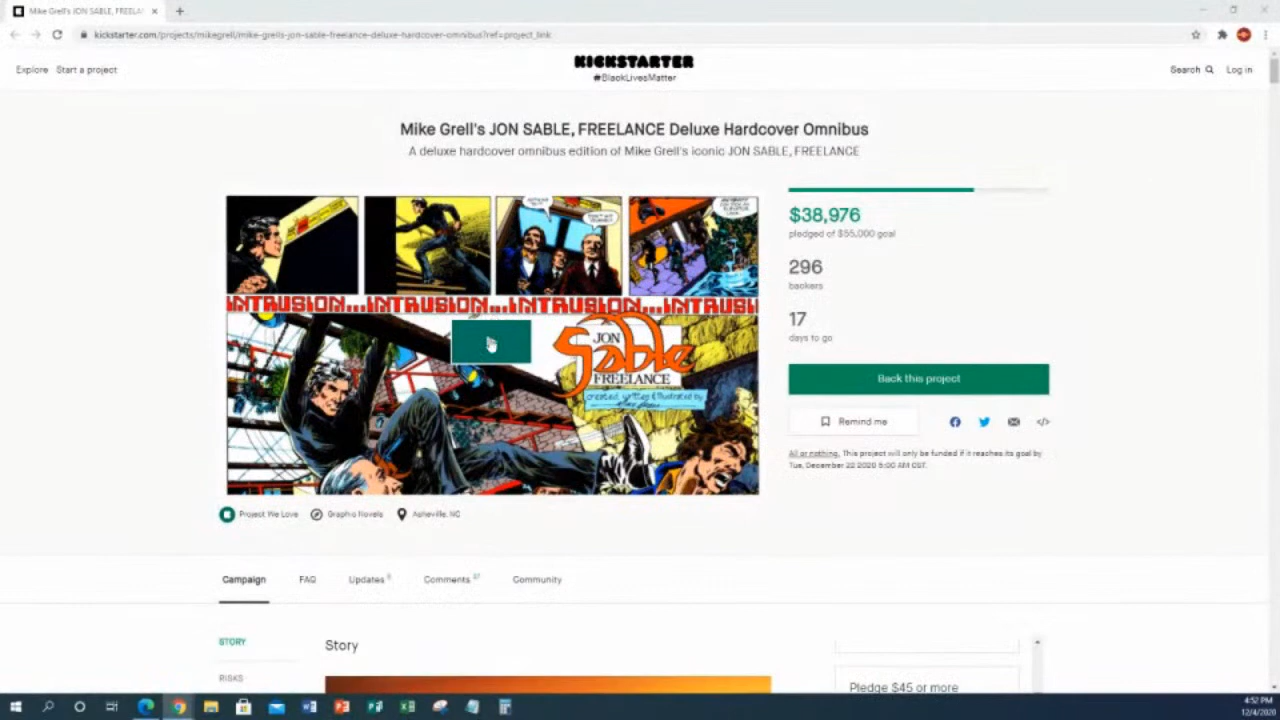 Mike Grell's JON SABLE, FREELA
kickstarter.com/projects/mikegrell/mike-grells-jon-sable-freelance-deluxe-hardcover-omnibus?ref=project_link
Explore Start a project
KICKSTARTER
#BlackLivesMatter
Search Log in
Mike Grell's JON SABLE, FREELANCE Deluxe Hardcover Omnibus
A deluxe hardcover omnibus edition of Mike Grell's iconic JON SABLE, FREELANCE
INTRUSION...INTRUSION...INTRUSION...INTRUSI
JON
Sable
FREELANCE
created, written & illustrated by
$38,976
pledged of $55,000 goal
296
backers
17
days to go
Back this project
Remind me
All or nothing. This project will only be funded if it reaches its goal by
Tue, December 22 2020 5:00 AM CST.
Project We Love Graphic Novels Asheville, NC
Campaign FAQ Updates Comments Community
STORY
Story
RISKS
Pledge $45 or more
4:52 PM
12/4/2020